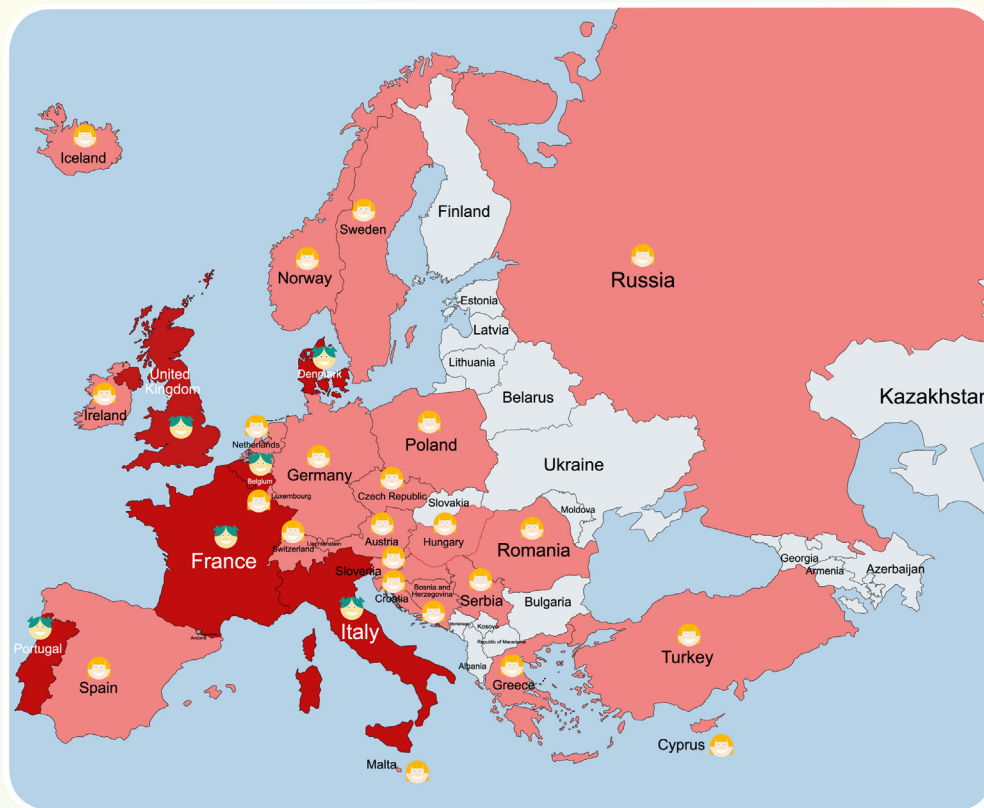 Iceland
Finland
Sweden
Norway
Russia
Estonia
Latvia
Lithuania
Denmark
United
Kingdom
Ireland
Belarus
Kazakhstan
Netherlands
Poland
Germany
Belgium
Ukraine
Luxembourg
Czech Republic
Slovakia
Moldova
France
Switzerland
Liechtenstein
Austria
Hungary
Romania
Georgia
Armenia
Azerbaijan
Slovenia
Croatia
Bosnia and
Herzegovina
Serbia
Bulgaria
Montenegro
Kosovo
Republic of Macedonia
Italy
Andorra
Portugal
Spain
Albania
Greece
Turkey
Cyprus
Malta